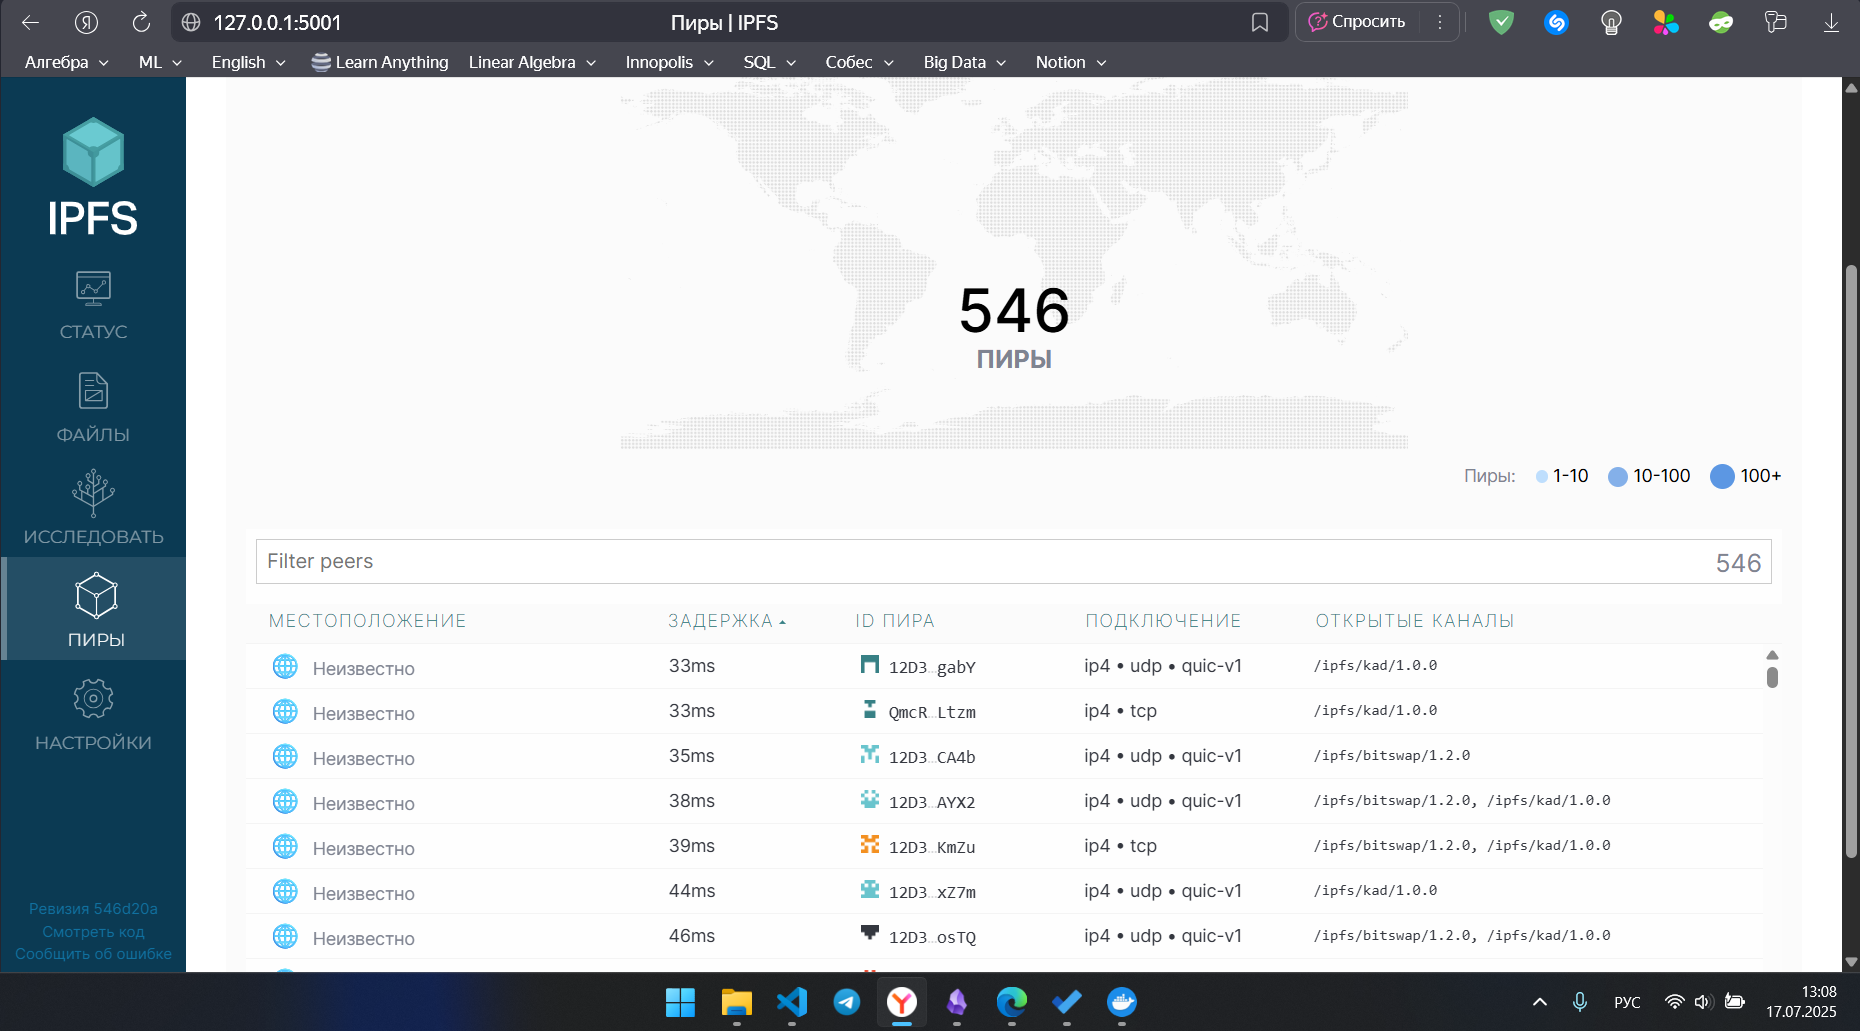 127.0.0.1:5001
Пиры | IPFS
Спросить
Алгебра
ML
English
Learn Anything
Linear Algebra
Innopolis
SQL
Собес
Big Data
Notion
IPFS
СТАТУС
ФАЙЛЫ
ИССЛЕДОВАТЬ
ПИРЫ
НАСТРОЙКИ
Ревизия 546d20a
Смотреть код
Сообщить об ошибке
546
ПИРЫ
Пиры: 1-10 10-100 100+
Filter peers 546
МЕСТОПОЛОЖЕНИЕ ЗАДЕРЖКА ID ПИРА ПОДКЛЮЧЕНИЕ ОТКРЫТЫЕ КАНАЛЫ
Неизвестно 33ms 12D3…gabY ip4 • udp • quic-v1 /ipfs/kad/1.0.0
Неизвестно 33ms QmcR…Ltzm ip4 • tcp /ipfs/kad/1.0.0
Неизвестно 35ms 12D3…CA4b ip4 • udp • quic-v1 /ipfs/bitswap/1.2.0
Неизвестно 38ms 12D3…AYX2 ip4 • udp • quic-v1 /ipfs/bitswap/1.2.0, /ipfs/kad/1.0.0
Неизвестно 39ms 12D3…KmZu ip4 • tcp /ipfs/bitswap/1.2.0, /ipfs/kad/1.0.0
Неизвестно 44ms 12D3…xZ7m ip4 • udp • quic-v1 /ipfs/kad/1.0.0
Неизвестно 46ms 12D3…osTQ ip4 • udp • quic-v1 /ipfs/bitswap/1.2.0, /ipfs/kad/1.0.0
РУС
13:08
17.07.2025